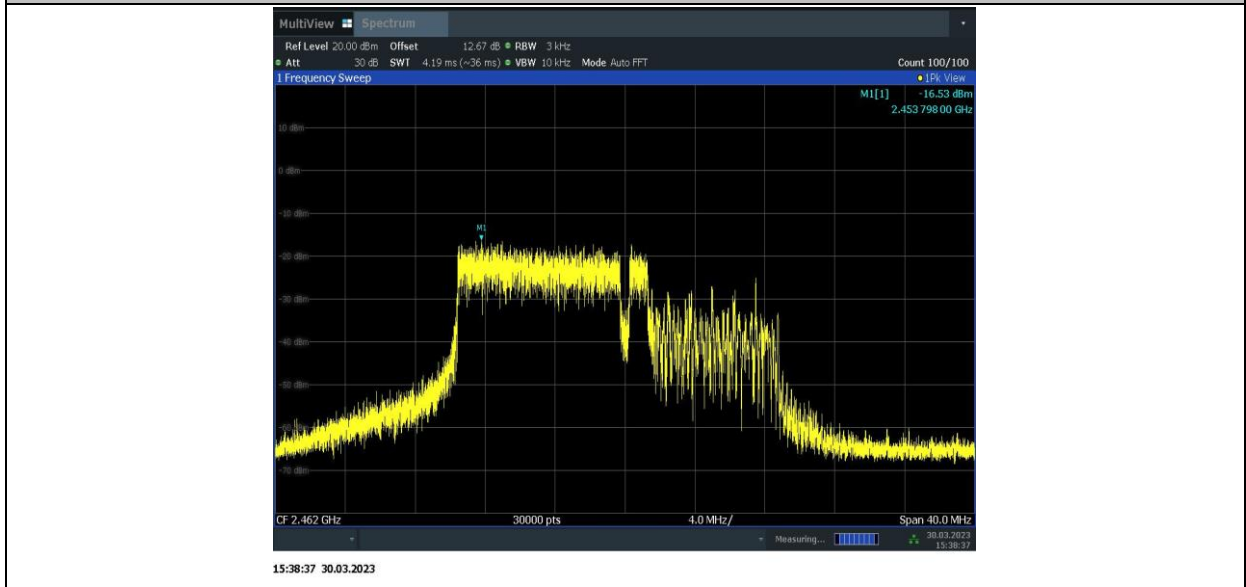 MultiView Spectrum
Ref Level 20.00 dBm Offset 12.67 dB RBW 3 kHz
Att 30 dB SWT 4.19 ms (~36 ms) VBW 10 kHz Mode Auto FFT Count 100/100
1 Frequency Sweep 1Pk View
M1[1] -16.53 dBm
2.453 798 00 GHz
10 dBm
0 dBm
-10 dBm
M1
-20 dBm
-30 dBm
-40 dBm
-50 dBm
-60 dBm
-70 dBm
CF 2.462 GHz 30000 pts 4.0 MHz/ Span 40.0 MHz
Measuring... 30.03.2023
15:38:37
15:38:37 30.03.2023